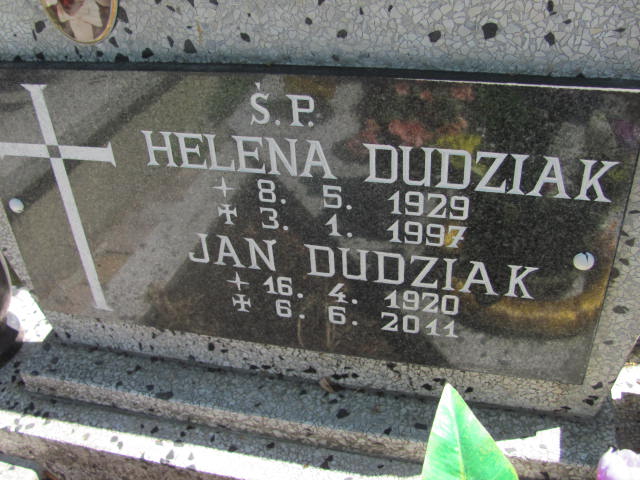 Ś.P.
HELENA DUDZIAK
+ 8. 5. 1929
✠ 3. 1. 1997
JAN DUDZIAK
+ 16. 4. 1920
✠ 6. 6. 2011